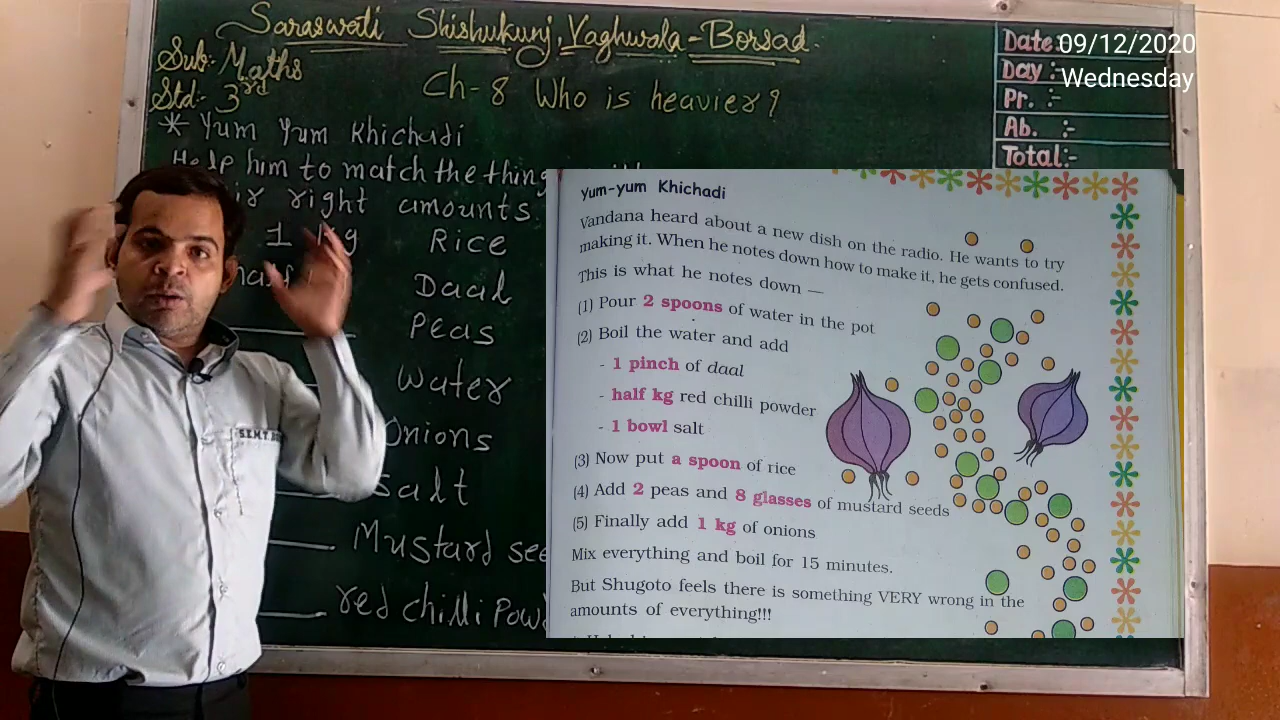 Saraswati Shishukunj, Vaghwala - Borsad.
Sub:- Maths
Std:- 3rd
Ch- 8 Who is heavier?
Date:
09/12/2020
Day :-
Wednesday
Pr. :-
Ab. :-
Total:-
* Yum Yum Khichadi
Help him to match the thing
right amounts.
1 kg Rice
half Daal
Peas
Water
Onions
Salt
Mustard see
red chilli Pow
Yum-yum Khichadi
Vandana heard about a new dish on the radio. He wants to try
making it. When he notes down how to make it, he gets confused.
This is what he notes down —
(1) Pour 2 spoons of water in the pot
(2) Boil the water and add
- 1 pinch of daal
- half kg red chilli powder
- 1 bowl salt
(3) Now put a spoon of rice
(4) Add 2 peas and 8 glasses of mustard seeds
(5) Finally add 1 kg of onions
Mix everything and boil for 15 minutes.
But Shugoto feels there is something VERY wrong in the
amounts of everything!!!